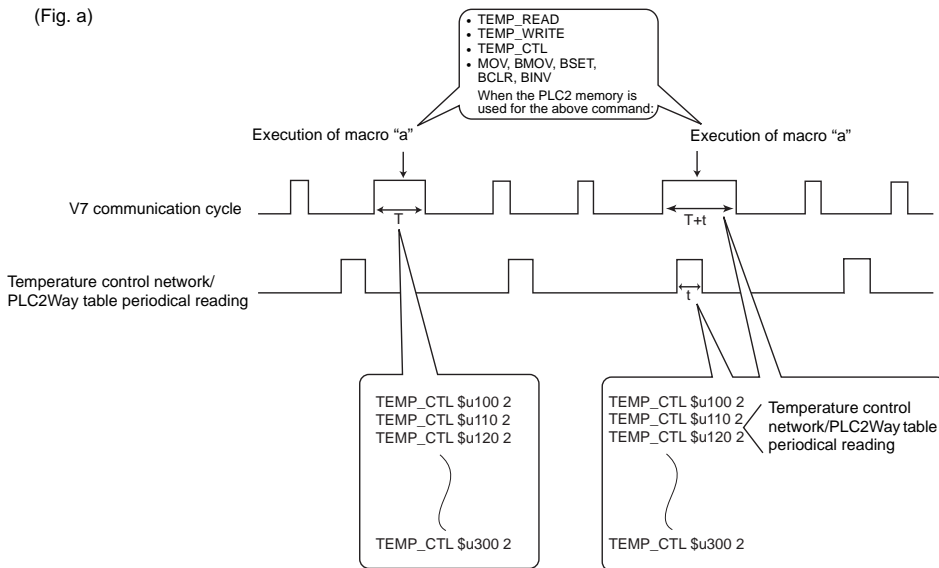 (Fig. a)
• TEMP_READ
• TEMP_WRITE
• TEMP_CTL
• MOV, BMOV, BSET,
BCLR, BINV
When the PLC2 memory is
used for the above command:
Execution of macro “a”
Execution of macro “a”
V7 communication cycle
T
T+t
Temperature control network/
PLC2Way table periodical reading
t
TEMP_CTL $u100 2
TEMP_CTL $u110 2
TEMP_CTL $u120 2
TEMP_CTL $u300 2
TEMP_CTL $u100 2
TEMP_CTL $u110 2
TEMP_CTL $u120 2
TEMP_CTL $u300 2
Temperature control
network/PLC2Way table
periodical reading